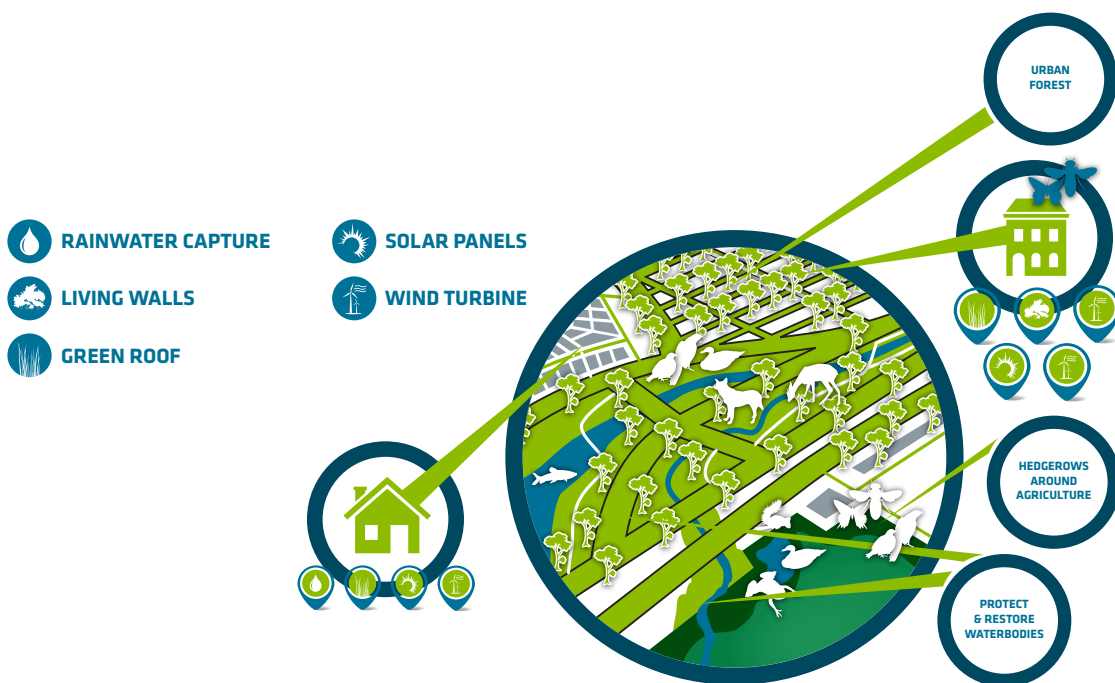 RAINWATER CAPTURE
LIVING WALLS
GREEN ROOF
SOLAR PANELS
WIND TURBINE
URBAN
FOREST
HEDGEROWS
AROUND
AGRICULTURE
PROTECT
& RESTORE
WATERBODIES